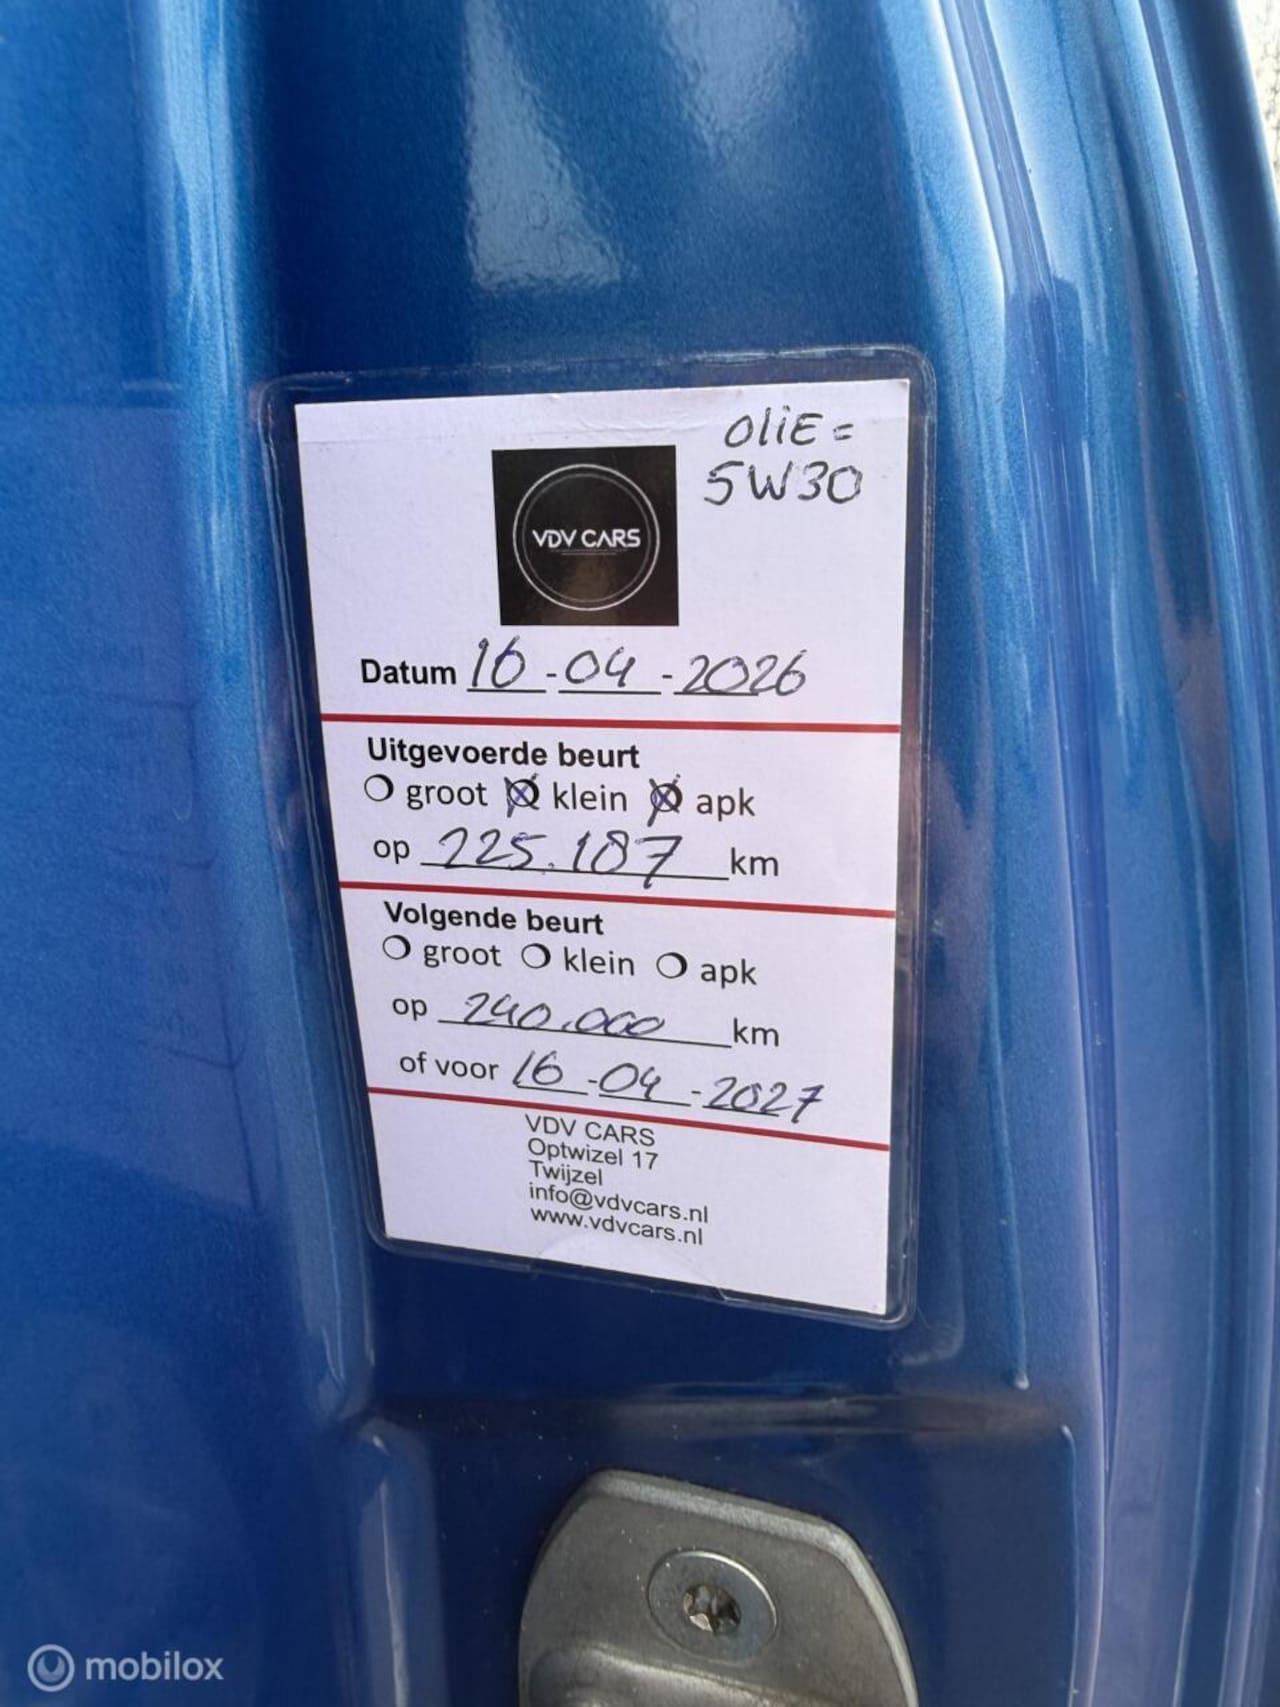 OliE =
5W30
VDV CARS
Datum 16 - 04 - 2026
Uitgevoerde beurt
groot klein apk
op 225.187 km
Volgende beurt
groot klein apk
op 240.000 km
of voor 16 - 04 - 2027
VDV CARS
Optwizel 17
Twijzel
info@vdvcars.nl
www.vdvcars.nl
mobilox